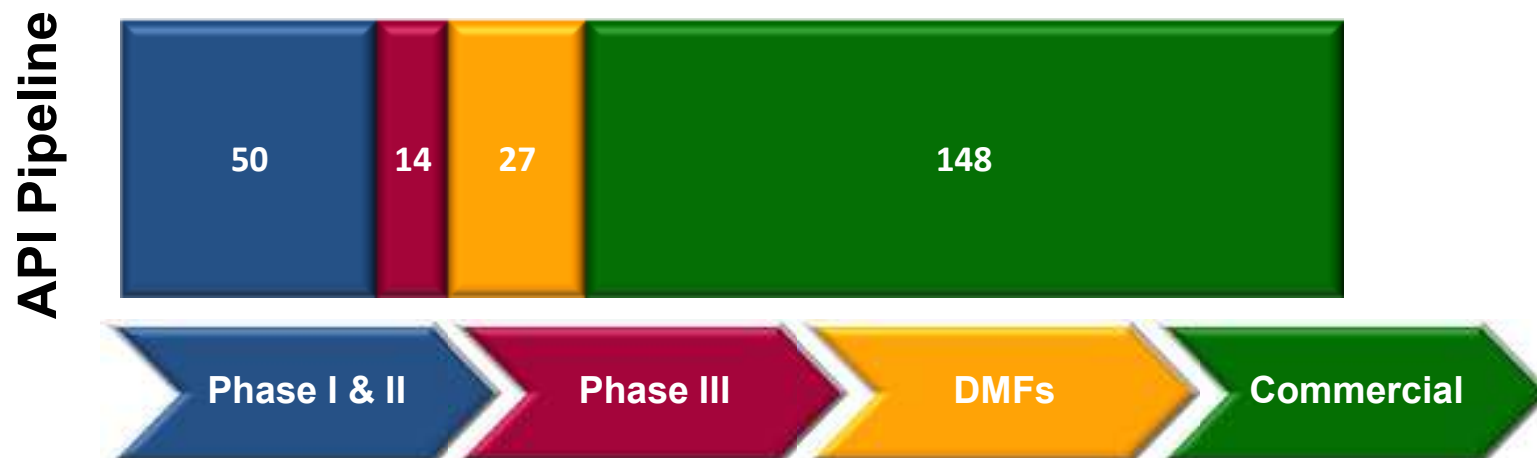 API Pipeline
50 14 27 148
Phase I & II Phase III DMFs Commercial